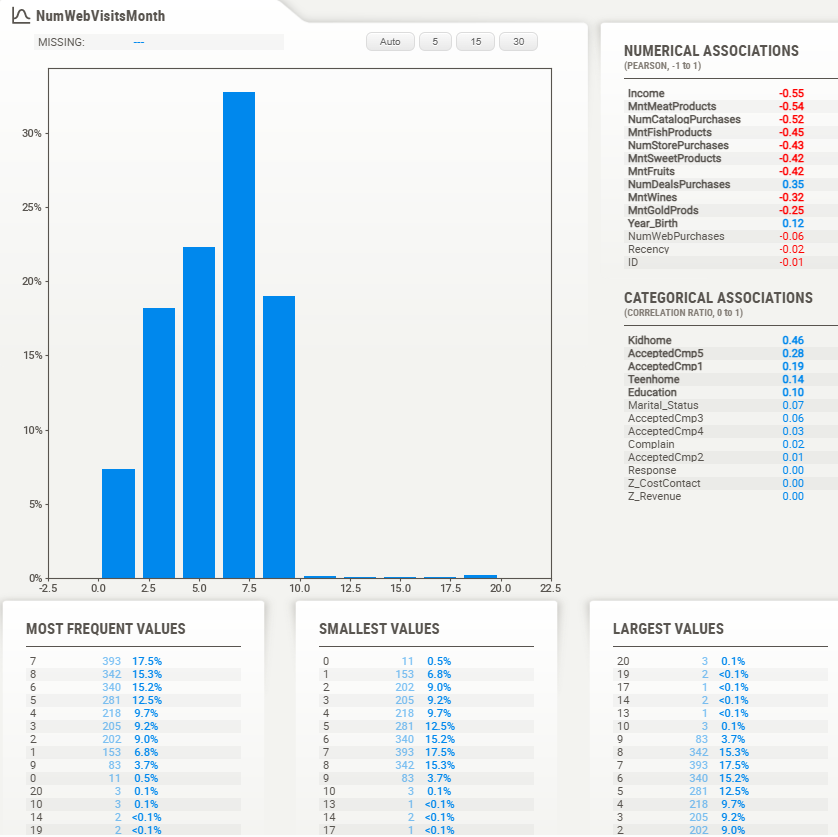 NumWebVisitsMonth
MISSING: ---
Auto 5 15 30
30%
25%
20%
15%
10%
5%
0%
-2.5 0.0 2.5 5.0 7.5 10.0 12.5 15.0 17.5 20.0 22.5
NUMERICAL ASSOCIATIONS
(PEARSON, -1 to 1)
Income -0.55
MntMeatProducts -0.54
NumCatalogPurchases -0.52
MntFishProducts -0.45
NumStorePurchases -0.43
MntSweetProducts -0.42
MntFruits -0.42
NumDealsPurchases 0.35
MntWines -0.32
MntGoldProds -0.25
Year_Birth 0.12
NumWebPurchases -0.06
Recency -0.02
ID -0.01
CATEGORICAL ASSOCIATIONS
(CORRELATION RATIO, 0 to 1)
Kidhome 0.46
AcceptedCmp5 0.28
AcceptedCmp1 0.19
Teenhome 0.14
Education 0.10
Marital_Status 0.07
AcceptedCmp3 0.06
AcceptedCmp4 0.03
Complain 0.02
AcceptedCmp2 0.01
Response 0.00
Z_CostContact 0.00
Z_Revenue 0.00
MOST FREQUENT VALUES
7 393 17.5%
8 342 15.3%
6 340 15.2%
5 281 12.5%
4 218 9.7%
3 205 9.2%
2 202 9.0%
1 153 6.8%
9 83 3.7%
0 11 0.5%
20 3 0.1%
10 3 0.1%
14 2 <0.1%
19 2 <0.1%
SMALLEST VALUES
0 11 0.5%
1 153 6.8%
2 202 9.0%
3 205 9.2%
4 218 9.7%
5 281 12.5%
6 340 15.2%
7 393 17.5%
8 342 15.3%
9 83 3.7%
10 3 0.1%
13 1 <0.1%
14 2 <0.1%
17 1 <0.1%
LARGEST VALUES
20 3 0.1%
19 2 <0.1%
17 1 <0.1%
14 2 <0.1%
13 1 <0.1%
10 3 0.1%
9 83 3.7%
8 342 15.3%
7 393 17.5%
6 340 15.2%
5 281 12.5%
4 218 9.7%
3 205 9.2%
2 202 9.0%